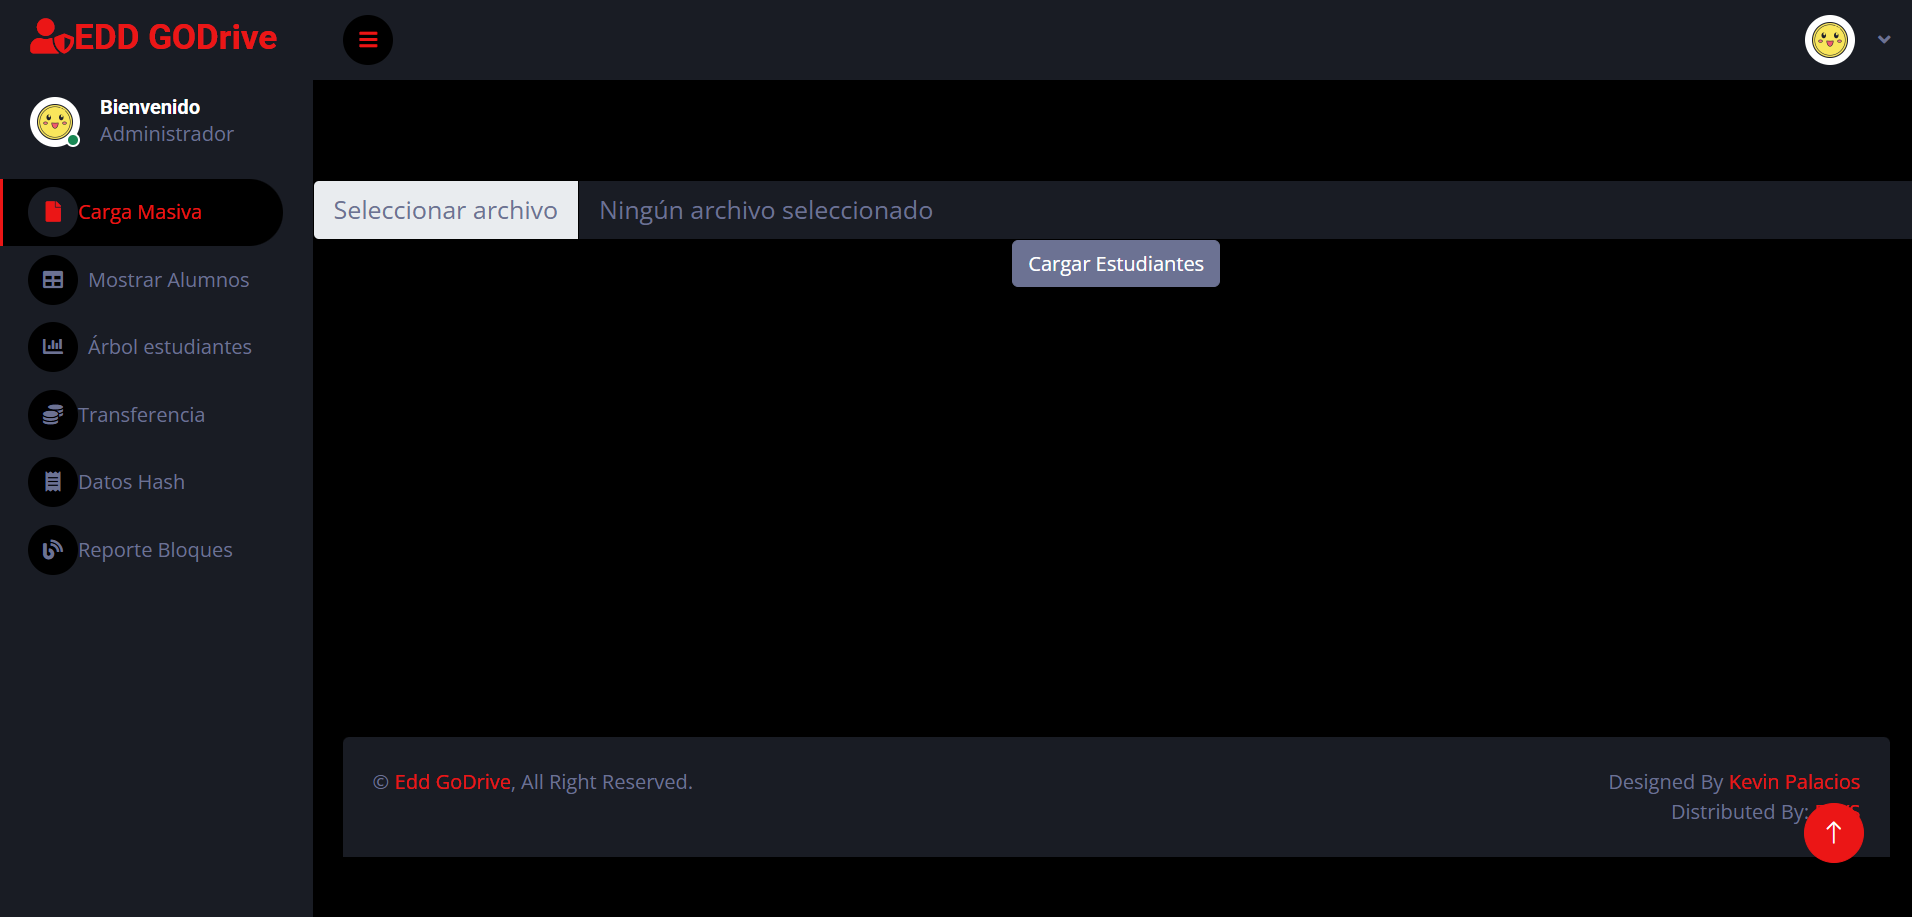 EDD GODrive
Bienvenido
Administrador
Carga Masiva
Mostrar Alumnos
Árbol estudiantes
Transferencia
Datos Hash
Reporte Bloques
Seleccionar archivo
Ningún archivo seleccionado
Cargar Estudiantes
© Edd GoDrive, All Right Reserved.
Designed By Kevin Palacios
Distributed By: